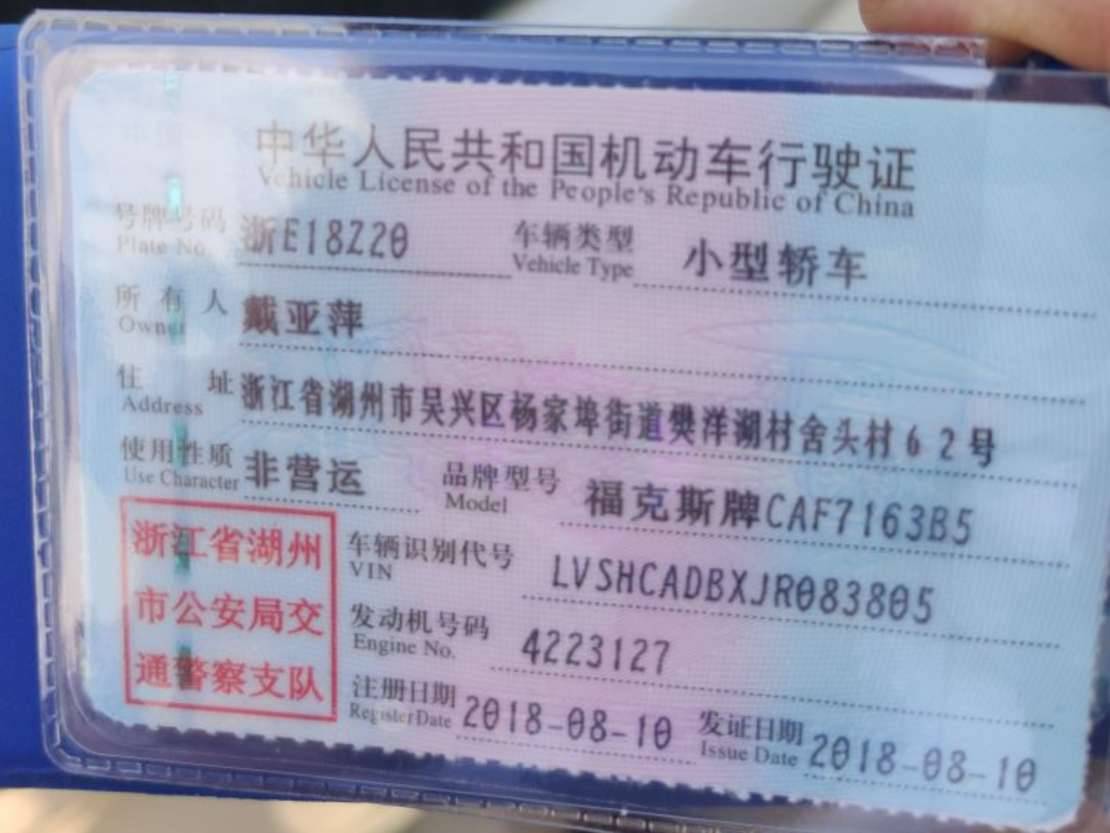 中华人民共和国机动车行驶证
Vehicle License of the People's Republic of China
号牌号码 浙E18Z20 车辆类型 小型轿车
Plate No. Vehicle Type
所有人 戴亚萍
Owner
住址 浙江省湖州市吴兴区杨家埠街道樊洋湖村舍头村62号
Address
使用性质 非营运 品牌型号 福克斯牌CAF7163B5
Use Character Model
浙江省湖州
市公安局交
通警察支队
车辆识别代号 LVSHCADBXJR083805
VIN
发动机号码 4223127
Engine No.
注册日期 2018-08-10 发证日期 2018-08-10
Register Date Issue Date